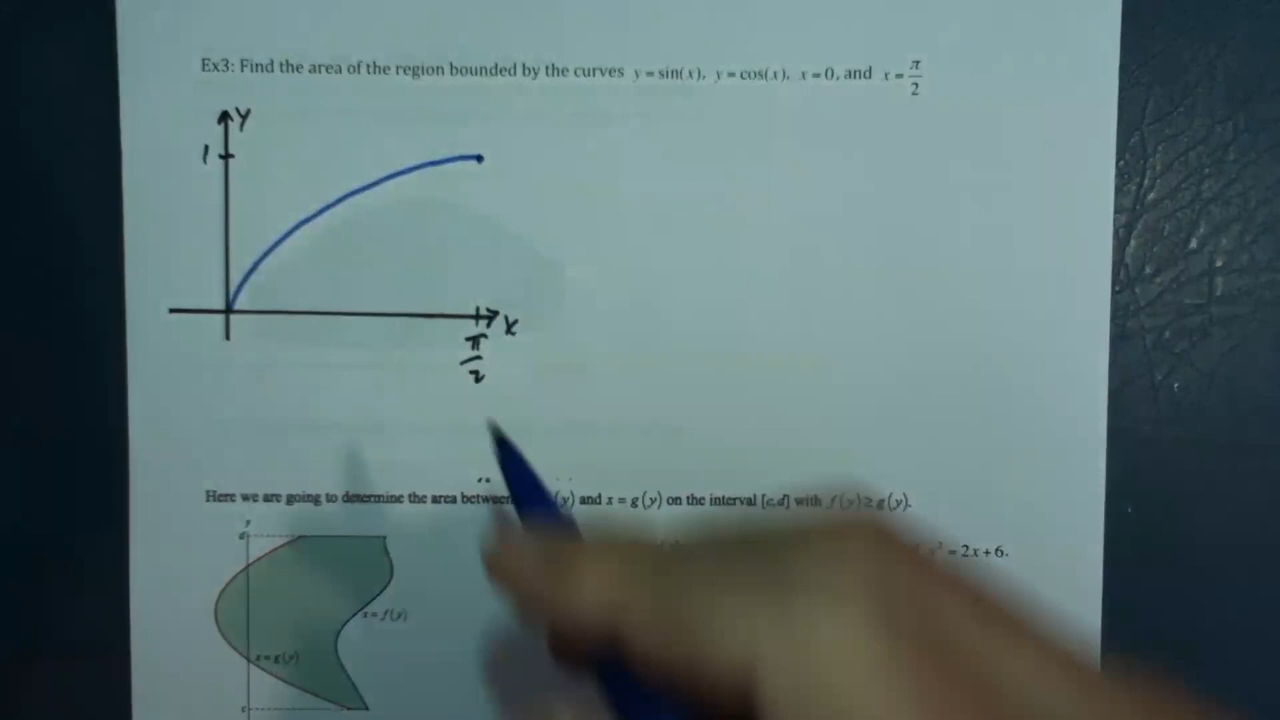 Ex3: Find the area of the region bounded by the curves y = sin(x), y = cos(x), x = 0, and x = π/2
y
1
x
π/2
Here we are going to determine the area between (y) and x = g(y) on the interval [c,d] with f(y) ≥ g(y).
= 2x + 6.
y
d
x = f(y)
x = g(y)
c